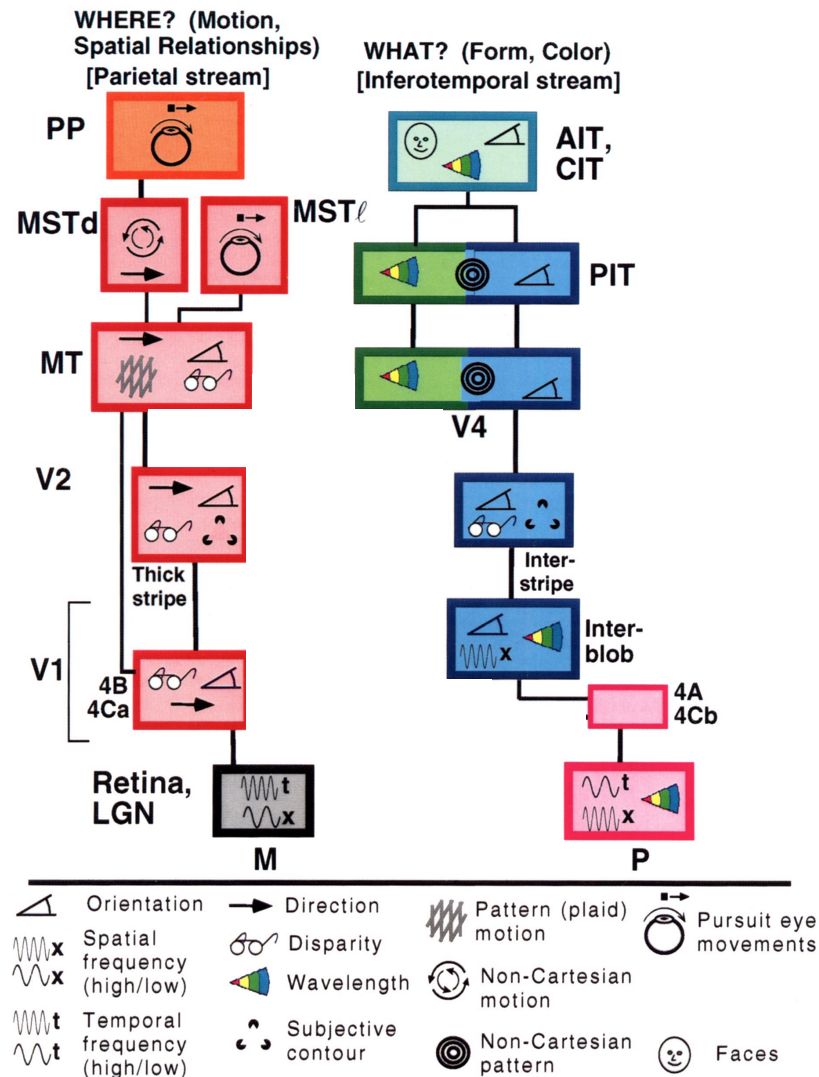 WHERE? (Motion,
Spatial Relationships)
[Parietal stream]
WHAT? (Form, Color)
[Inferotemporal stream]
PP
AIT,
CIT
MSTd
MSTℓ
PIT
MT
V4
V2
Thick
stripe
Inter-
stripe
V1
4B
4Ca
x
Inter-
blob
4A
4Cb
Retina,
LGN
t
x
t
x
M
P
Orientation
Direction
Pattern (plaid)
motion
Pursuit eye
movements
x
x
Spatial
frequency
(high/low)
Disparity
Wavelength
Non-Cartesian
motion
t
t
Temporal
frequency
(high/low)
Subjective
contour
Non-Cartesian
pattern
Faces